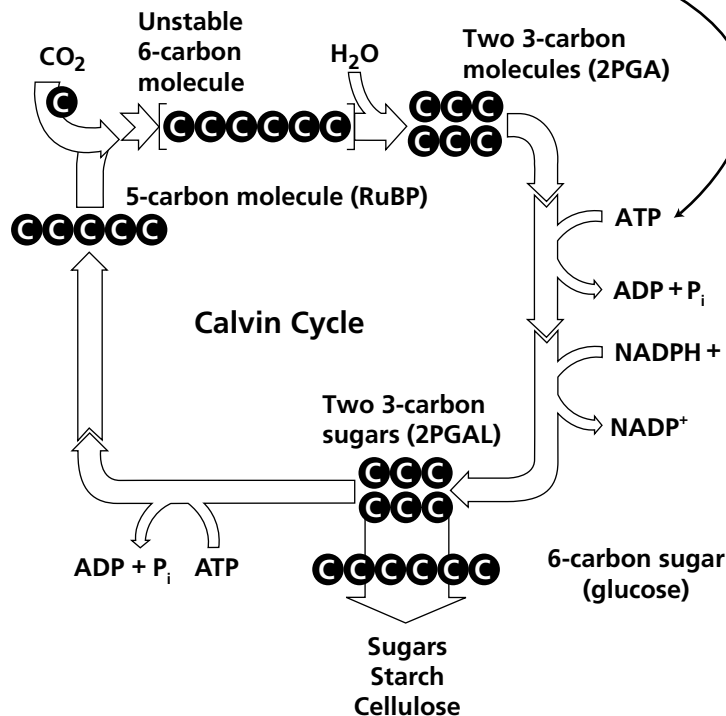 CO₂
C
Unstable
6-carbon
molecule
CCCCCC
H₂O
Two 3-carbon
molecules (2PGA)
CCC
CCC
5-carbon molecule (RuBP)
CCCCC
ATP
ADP + Pᵢ
Calvin Cycle
NADPH +
NADP⁺
Two 3-carbon
sugars (2PGAL)
CCC
CCC
ADP + Pᵢ
ATP
CCCCCC
6-carbon sugar
(glucose)
Sugars
Starch
Cellulose